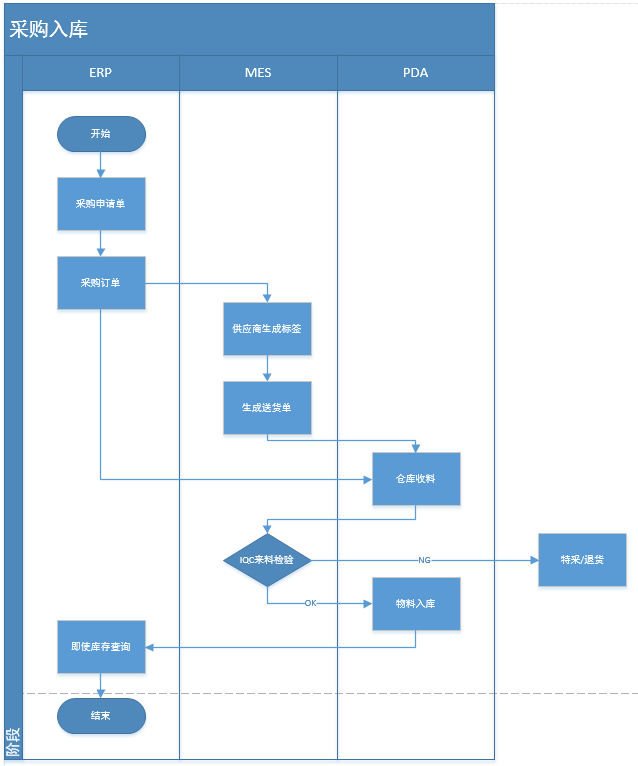 采购入库
ERP
MES
PDA
开始
采购申请单
采购订单
供应商生成标签
生成送货单
仓库收料
IQC来料检验
NG
特采/退货
OK
物料入库
即使库存查询
结束
阶段